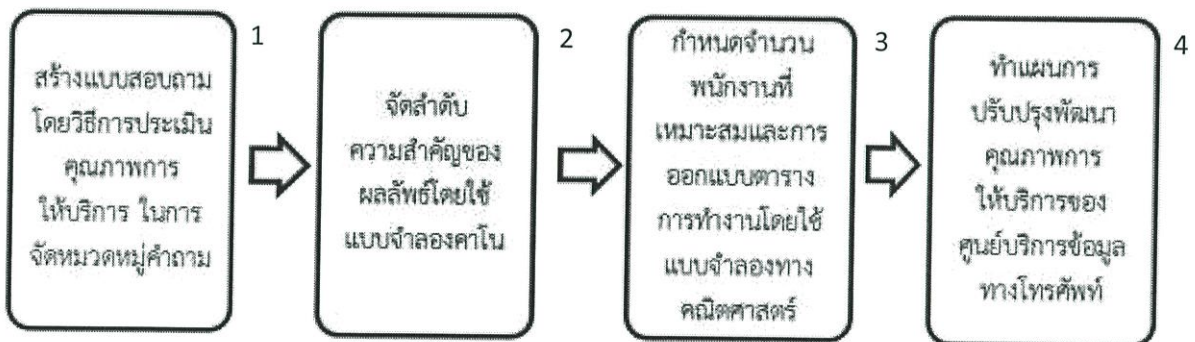 1
สร้างแบบสอบถาม
โดยวิธีการประเมิน
คุณภาพการ
ให้บริการ ในการ
จัดหมวดหมู่คำถาม
2
จัดลำดับ
ความสำคัญของ
ผลลัพธ์โดยใช้
แบบจำลองคาโน
3
กำหนดจำนวน
พนักงานที่
เหมาะสมและการ
ออกแบบตาราง
การทำงานโดยใช้
แบบจำลองทาง
คณิตศาสตร์
4
ทำแผนการ
ปรับปรุงพัฒนา
คุณภาพการ
ให้บริการของ
ศูนย์บริการข้อมูล
ทางโทรศัพท์